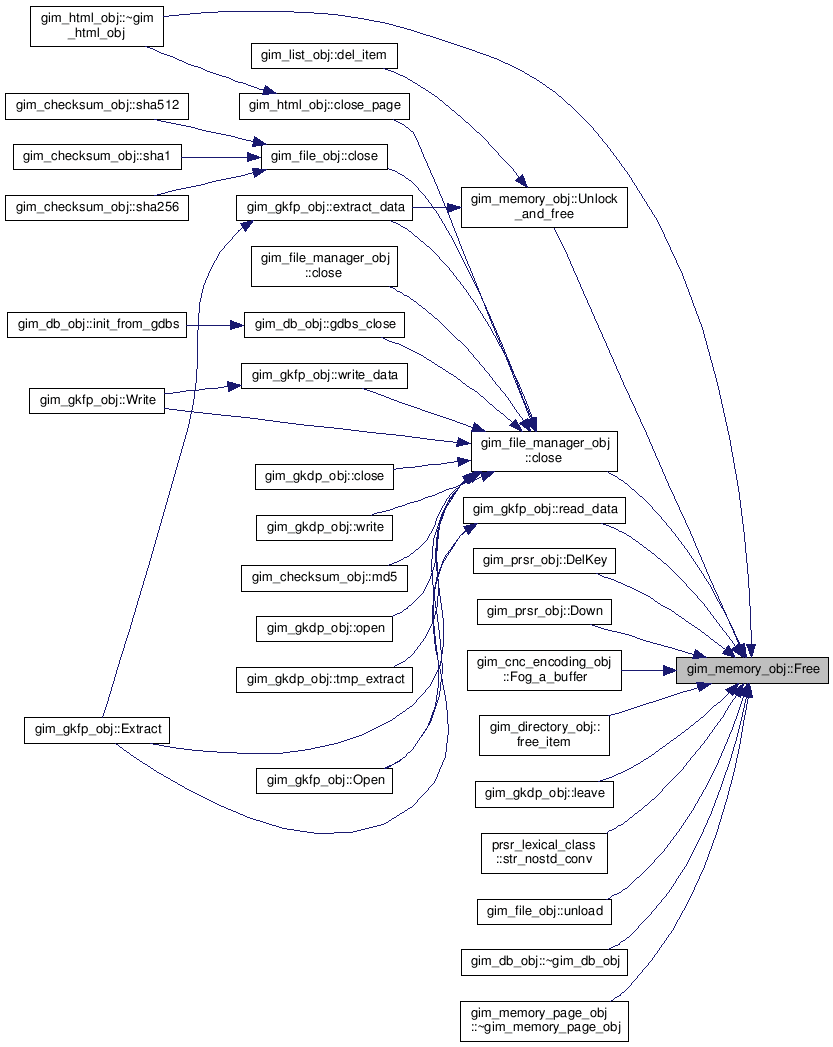 gim_html_obj::~gim
_html_obj
gim_list_obj::del_item
gim_checksum_obj::sha512
gim_html_obj::close_page
gim_checksum_obj::sha1
gim_file_obj::close
gim_checksum_obj::sha256
gim_gkfp_obj::extract_data
gim_memory_obj::Unlock
_and_free
gim_file_manager_obj
::close
gim_db_obj::init_from_gdbs
gim_db_obj::gdbs_close
gim_gkfp_obj::write_data
gim_gkfp_obj::Write
gim_file_manager_obj
::close
gim_gkdp_obj::close
gim_gkfp_obj::read_data
gim_gkdp_obj::write
gim_prsr_obj::DelKey
gim_checksum_obj::md5
gim_prsr_obj::Down
gim_gkdp_obj::open
gim_cnc_encoding_obj
::Fog_a_buffer
gim_memory_obj::Free
gim_gkdp_obj::tmp_extract
gim_directory_obj::
free_item
gim_gkfp_obj::Extract
gim_gkfp_obj::Open
gim_gkdp_obj::leave
prsr_lexical_class
::str_nostd_conv
gim_file_obj::unload
gim_db_obj::~gim_db_obj
gim_memory_page_obj
::~gim_memory_page_obj